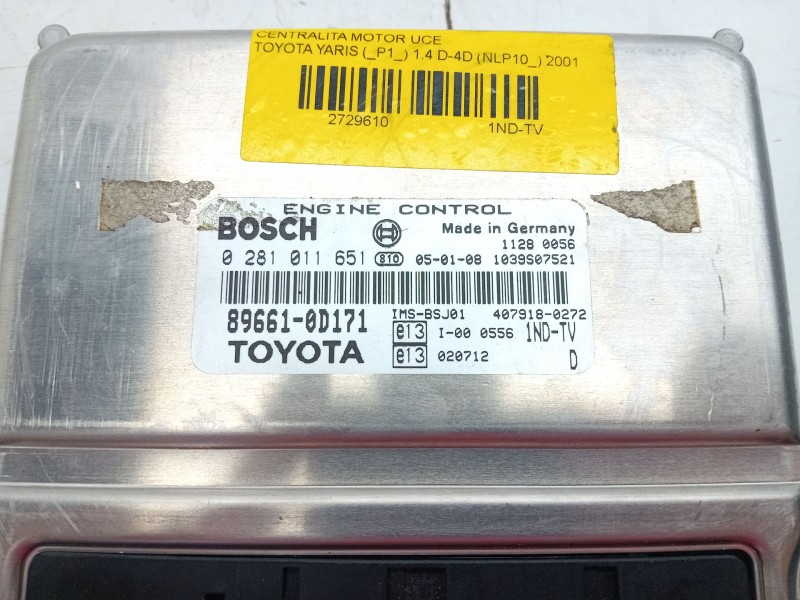 CENTRALITA MOTOR UCE
TOYOTA YARIS (_P1_) 1.4 D-4D (NLP10_) 2001
2729610 1ND-TV
ENGINE CONTROL
BOSCH Made in Germany
1128 0056
0 281 011 651 810 05-01-08 1039S07521
89661-0D171 IMS-BSJ01 407918-0272
e13 I-00 0556 1ND-TV
TOYOTA e13 020712 D